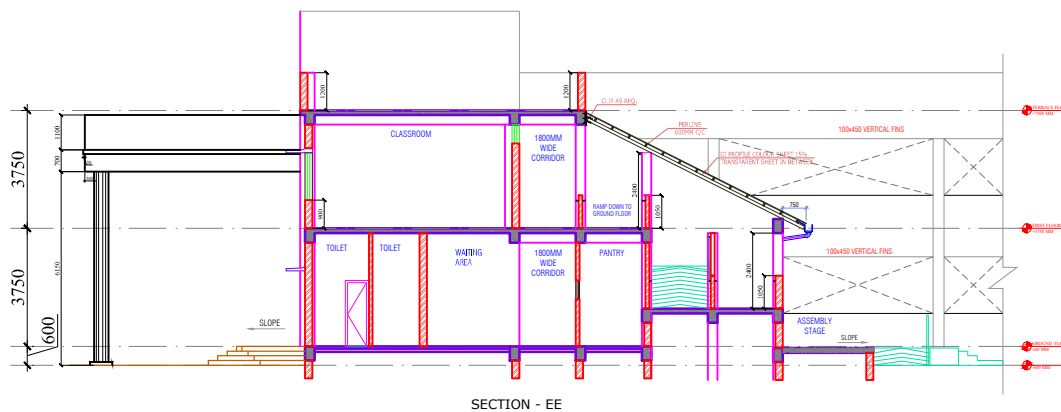 1200
1200
CLIP AS REQ.
1100
CLASSROOM
1800MM
WIDE
CORRIDOR
PERLINS
600MM C/C
100x450 VERTICAL FINS
3750
700
GI PROFILE COLOUR SHEET 15%
TRANSPARENT SHEET IN BETWEEN
2400
900
RAMP DOWN TO
GROUND FLOOR
1050
750
TOILET
TOILET
WAITING
AREA
1800MM
WIDE
CORRIDOR
PANTRY
100x450 VERTICAL FINS
3750
6150
2400
1050
600
SLOPE
ASSEMBLY
STAGE
SLOPE
SECTION - EE